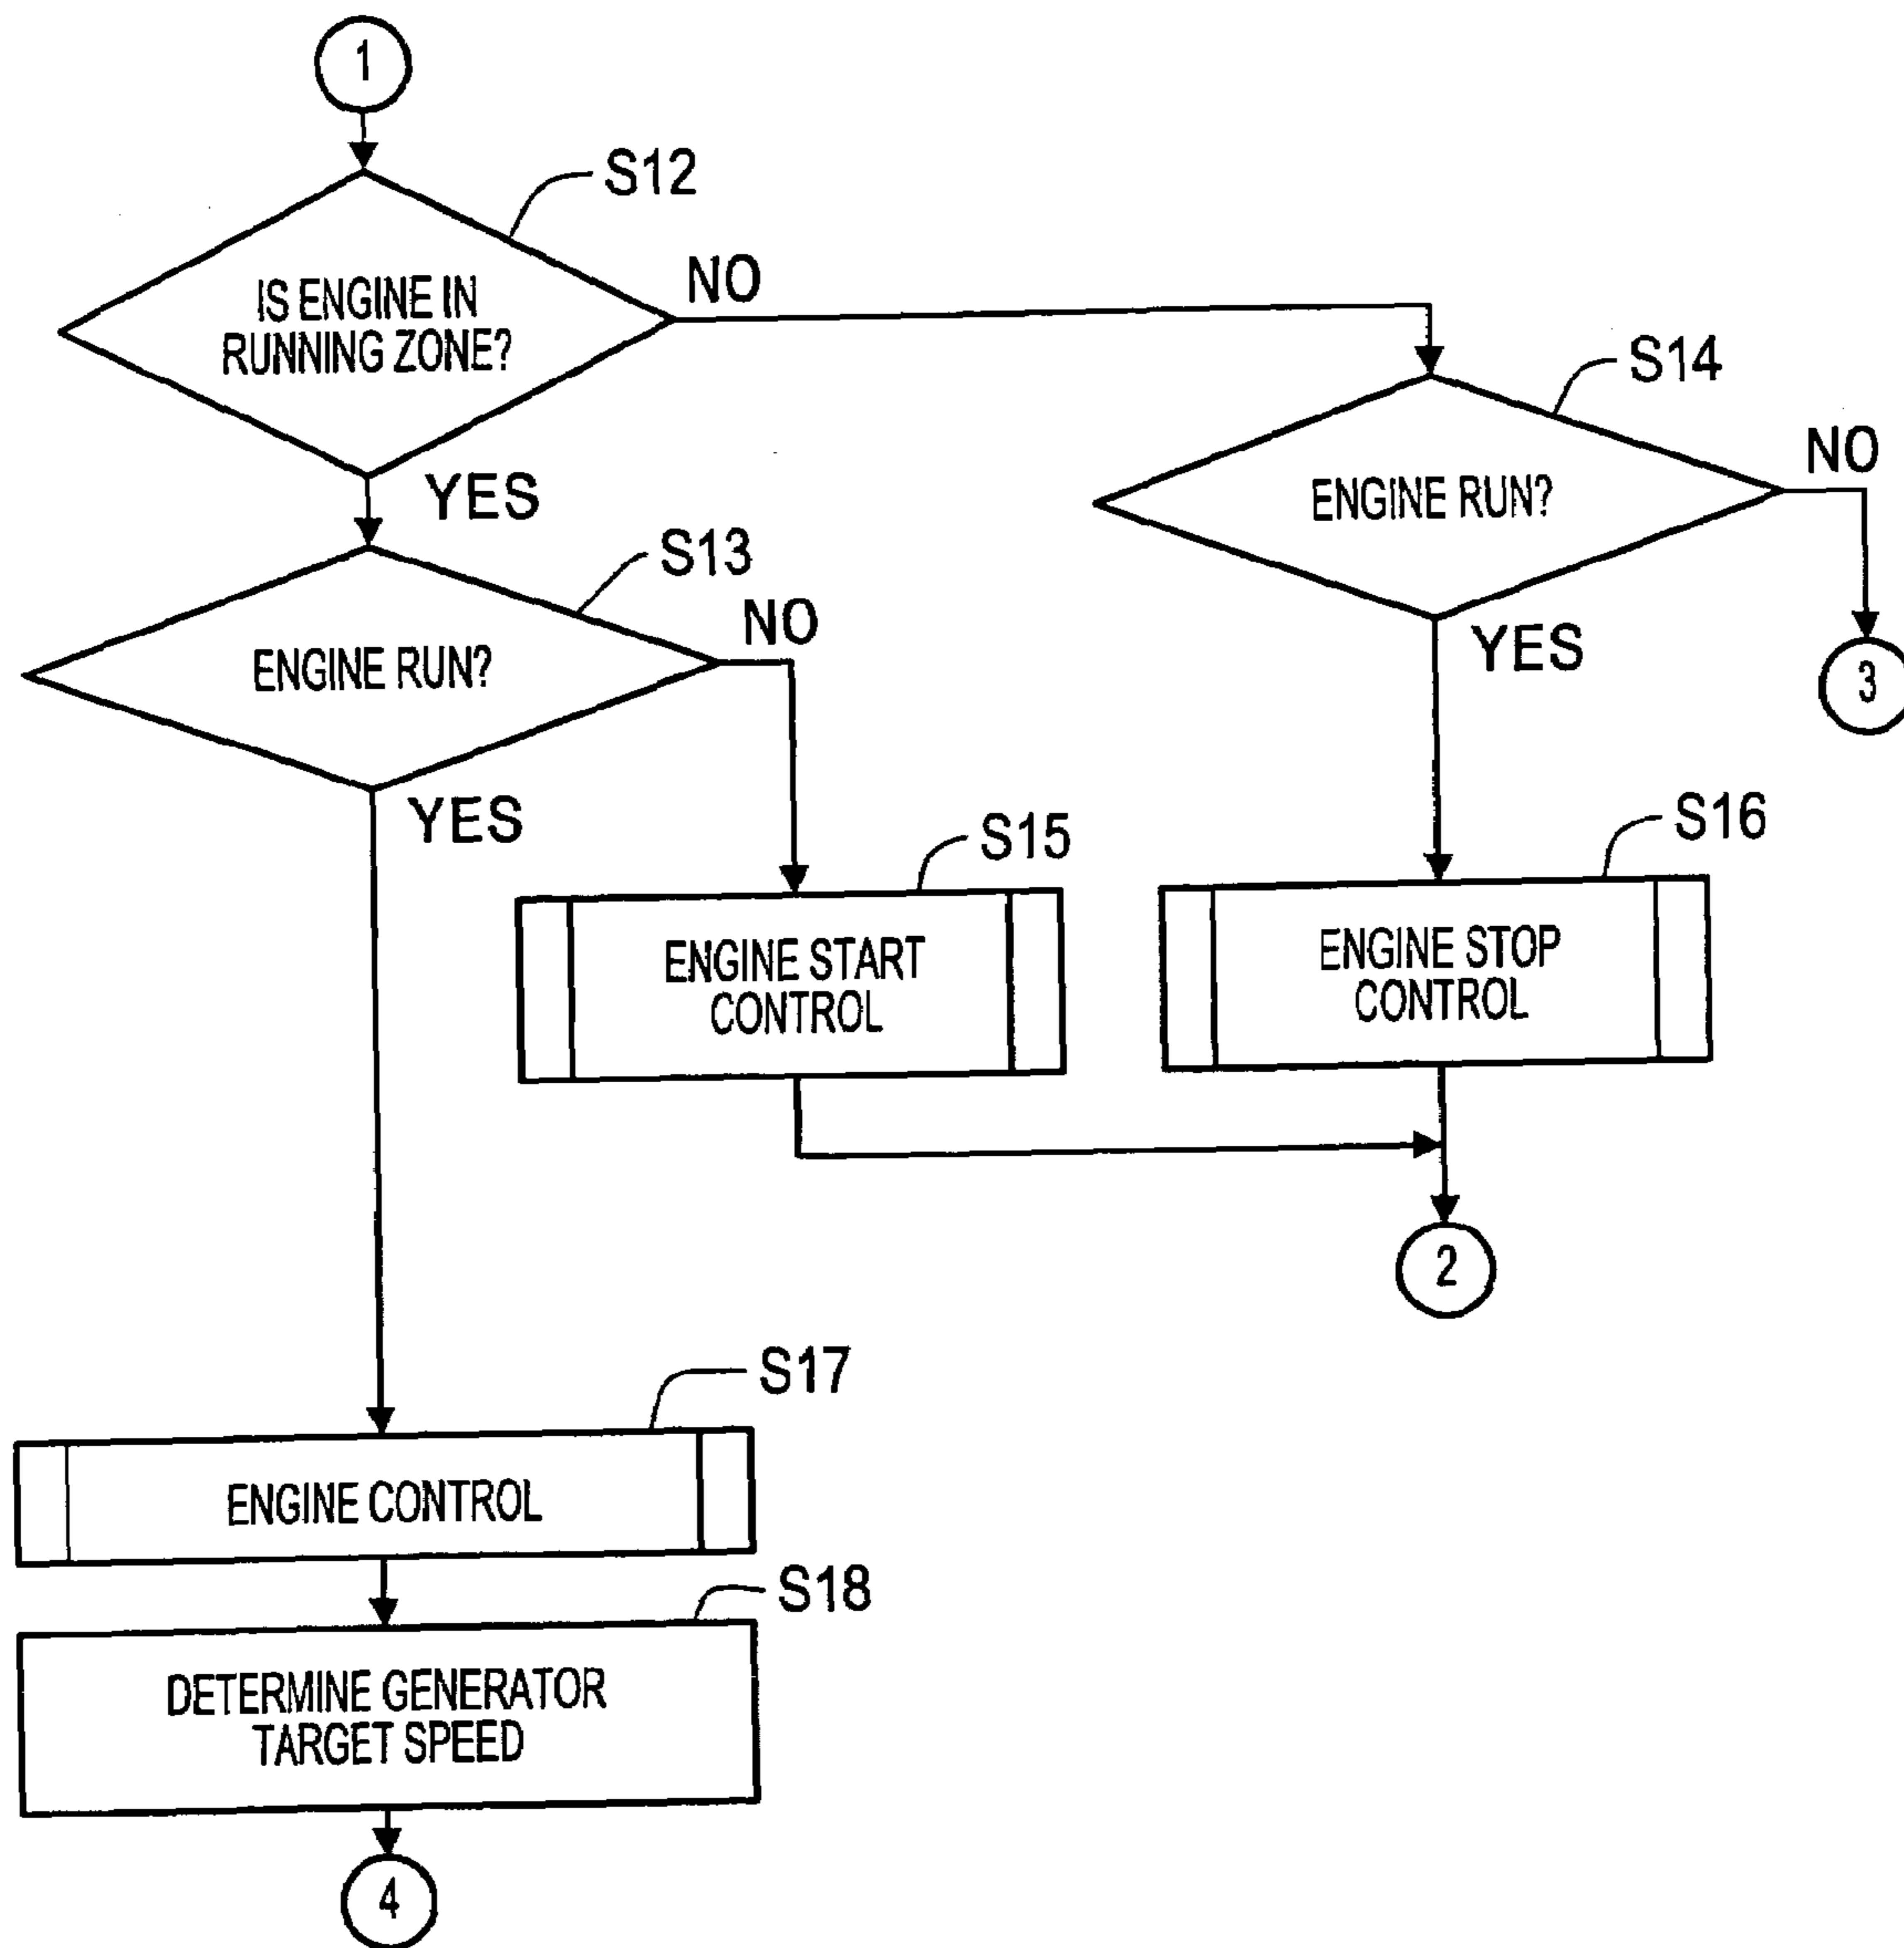 1
S12
IS ENGINE IN
RUNNING ZONE?
NO
YES
S14
ENGINE RUN?
NO
YES
3
S13
ENGINE RUN?
NO
YES
S15
ENGINE START
CONTROL
S16
ENGINE STOP
CONTROL
2
S17
ENGINE CONTROL
S18
DETERMINE GENERATOR
TARGET SPEED
4